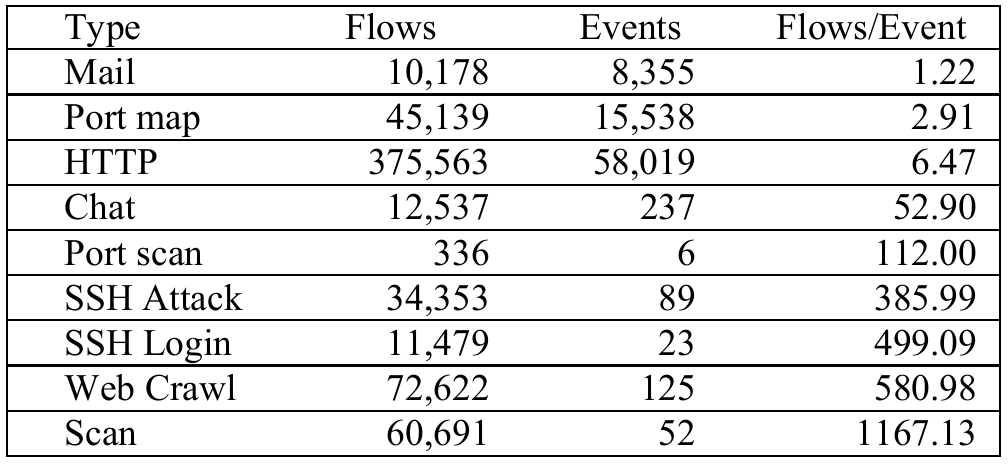 Type Flows Events Flows/Event
Mail 10,178 8,355 1.22
Port map 45,139 15,538 2.91
HTTP 375,563 58,019 6.47
Chat 12,537 237 52.90
Port scan 336 6 112.00
SSH Attack 34,353 89 385.99
SSH Login 11,479 23 499.09
Web Crawl 72,622 125 580.98
Scan 60,691 52 1167.13